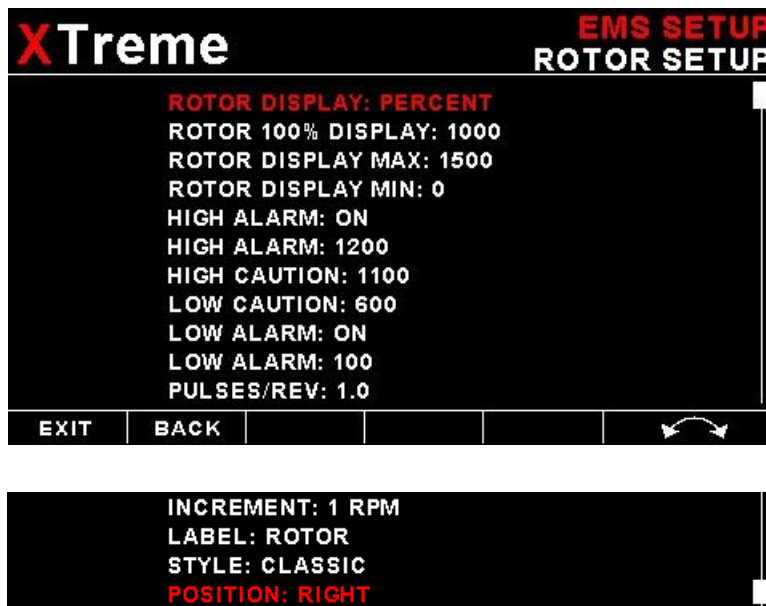 XTreme
EMS SETUP
ROTOR SETUP
ROTOR DISPLAY: PERCENT
ROTOR 100% DISPLAY: 1000
ROTOR DISPLAY MAX: 1500
ROTOR DISPLAY MIN: 0
HIGH ALARM: ON
HIGH ALARM: 1200
HIGH CAUTION: 1100
LOW CAUTION: 600
LOW ALARM: ON
LOW ALARM: 100
PULSES/REV: 1.0
EXIT BACK
INCREMENT: 1 RPM
LABEL: ROTOR
STYLE: CLASSIC
POSITION: RIGHT